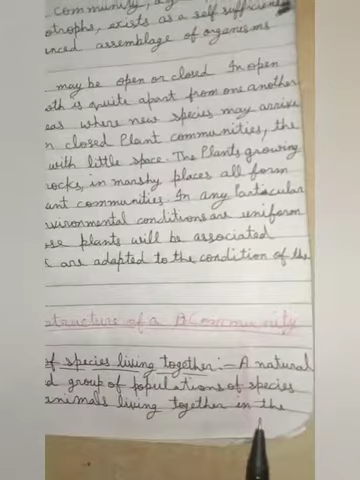 community, a
otrophs, exists as a self sufficient
nced assemblage of organisms
may be open or closed In open
th is quite apart from one another
eas where new species may arrive
n closed Plant communities, the
with little space. The Plants growing
ocks, in marshy places all form
ant communities. In any Particular
vironmental conditions are uniform
se plants will be associated
& are adapted to the condition of the
structure of a A Community
of species living together:- A natural
d group of populations of species
animals living together in the